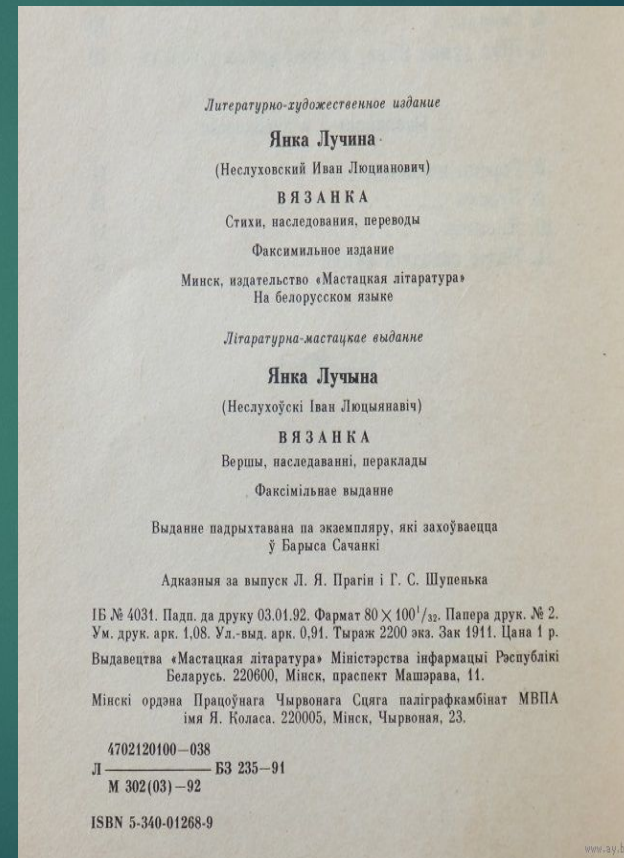 Литературно-художественное издание
Янка Лучина
(Неслуховский Иван Люцианович)
ВЯЗАНКА
Стихи, наследования, переводы
Факсимильное издание
Минск, издательство «Мастацкая літаратура»
На белорусском языке
Літаратурна-мастацкае выданне
Янка Лучына
(Неслухоўскі Іван Люцыянавіч)
ВЯЗАНКА
Вершы, наследаванні, пераклады
Факсімільнае выданне
Выданне падрыхтавана па экземпляру, які захоўваецца
ў Барыса Сачанкі
Адказныя за выпуск Л. Я. Прагін і Г. С. Шупенька
ІБ № 4031. Падп. да друку 03.01.92. Фармат 80×100¹/₃₂. Папера друк. № 2.
Ум. друк. арк. 1,08. Ул.-выд. арк. 0,91. Тыраж 2200 экз. Зак 1911. Цана 1 р.
Выдавецтва «Мастацкая літаратура» Міністэрства інфармацыі Рэспублікі
Беларусь. 220600, Мінск, праспект Машэрава, 11.
Мінскі ордэна Працоўнага Чырвонага Сцяга паліграфкамбінат МВПА
імя Я. Коласа. 220005, Мінск, Чырвоная, 23.
4702120100—038
Л ———— БЗ 235—91
М 302(03)—92
ISBN 5-340-01268-9
www.ay.b